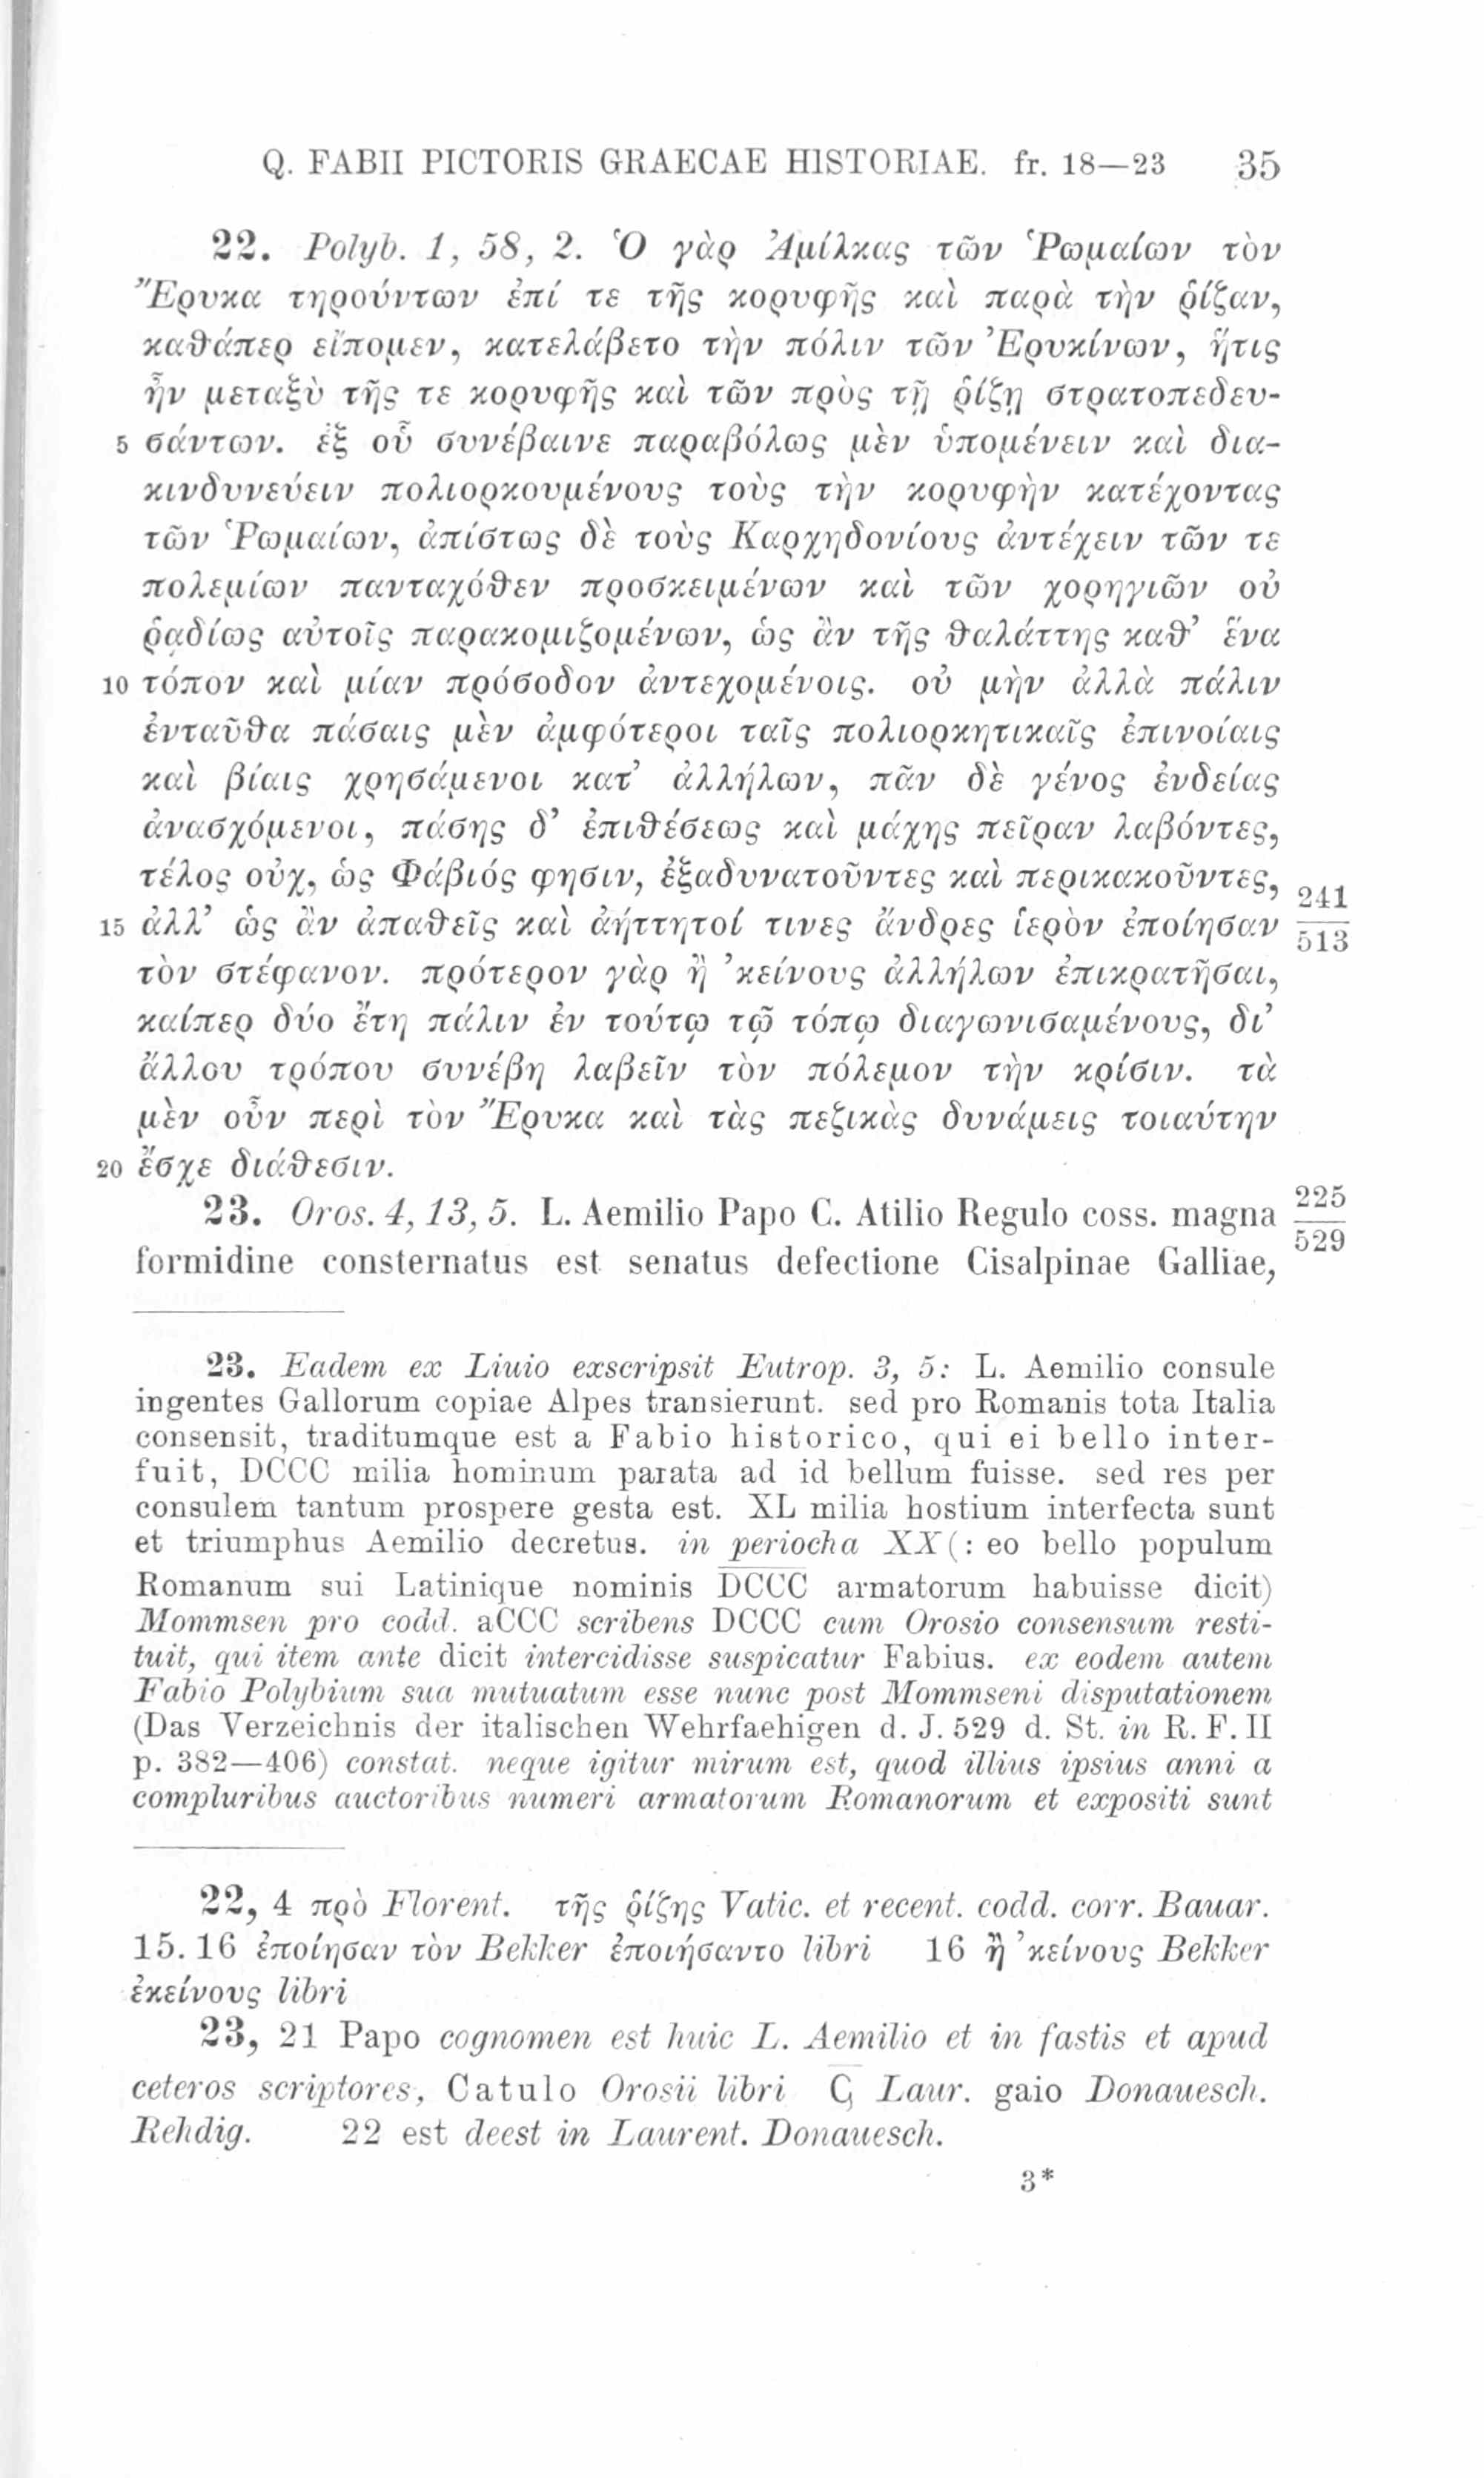 Q. FABII PICTORIS GRAECAE HISTORIAE. fr. 18—23 35
22. Polyb. 1, 58, 2. Ὁ γὰρ Ἀμίλκας τῶν Ῥωμαίων τὸν
Ἔρυκα τηρούντων ἐπί τε τῆς κορυφῆς καὶ παρὰ τὴν ῥίζαν,
καθάπερ εἴπομεν, κατελάβετο τὴν πόλιν τῶν Ἐρυκίνων, ἥτις
ἦν μεταξὺ τῆς τε κορυφῆς καὶ τῶν πρὸς τῇ ῥίζῃ στρατοπεδευ-
5 σάντων. ἐξ οὗ συνέβαινε παραβόλως μὲν ὑπομένειν καὶ δια-
κινδυνεύειν πολιορκουμένους τοὺς τὴν κορυφὴν κατέχοντας
τῶν Ῥωμαίων, ἀπίστως δὲ τοὺς Καρχηδονίους ἀντέχειν τῶν τε
πολεμίων πανταχόθεν προσκειμένων καὶ τῶν χορηγιῶν οὐ
ῥᾳδίως αὐτοῖς παρακομιζομένων, ὡς ἂν τῆς θαλάττης καθ’ ἕνα
10 τόπον καὶ μίαν πρόσοδον ἀντεχομένοις. οὐ μὴν ἀλλὰ πάλιν
ἐνταῦθα πάσαις μὲν ἀμφότεροι ταῖς πολιορκητικαῖς ἐπινοίαις
καὶ βίαις χρησάμενοι κατ’ ἀλλήλων, πᾶν δὲ γένος ἐνδείας
ἀνασχόμενοι, πάσης δ’ ἐπιθέσεως καὶ μάχης πεῖραν λαβόντες,
τέλος οὐχ, ὡς Φάβιός φησιν, ἐξαδυνατοῦντες καὶ περικακοῦντες, 241
15 ἀλλ’ ὡς ἂν ἀπαθεῖς καὶ ἀήττητοί τινες ἄνδρες ἱερὸν ἐποίησαν 513
τὸν στέφανον. πρότερον γὰρ ἢ ’κείνους ἀλλήλων ἐπικρατῆσαι,
καίπερ δύο ἔτη πάλιν ἐν τούτῳ τῷ τόπῳ διαγωνισαμένους, δι’
ἄλλου τρόπου συνέβη λαβεῖν τὸν πόλεμον τὴν κρίσιν. τὰ
μὲν οὖν περὶ τὸν Ἔρυκα καὶ τὰς πεζικὰς δυνάμεις τοιαύτην
20 ἔσχε διάθεσιν.
23. Oros. 4, 13, 5. L. Aemilio Papo C. Atilio Regulo coss. magna 225
formidine consternatus est senatus defectione Cisalpinae Galliae, 529
23. Eadem ex Liuio exscripsit Eutrop. 3, 5: L. Aemilio consule
ingentes Gallorum copiae Alpes transierunt. sed pro Romanis tota Italia
consensit, traditumque est a Fabio historico, qui ei bello inter-
fuit, DCCC milia hominum parata ad id bellum fuisse. sed res per
consulem tantum prospere gesta est. XL milia hostium interfecta sunt
et triumphus Aemilio decretus. in periocha XX (: eo bello populum
Romanum sui Latinique nominis D̅C̅C̅C̅ armatorum habuisse dicit)
Mommsen pro codd. aCCC scribens DCCC cum Orosio consensum resti-
tuit, qui item ante dicit intercidisse suspicatur Fabius. ex eodem autem
Fabio Polybium sua mutuatum esse nunc post Mommseni disputationem
(Das Verzeichnis der italischen Wehrfaehigen d. J. 529 d. St. in R. F. II
p. 382—406) constat. neque igitur mirum est, quod illius ipsius anni a
compluribus auctoribus numeri armatorum Romanorum et expositi sunt
22, 4 πρὸ Florent. τῆς ῥίζης Vatic. et recent. codd. corr. Bauar.
15. 16 ἐποίησαν τὸν Bekker ἐποιήσαντο libri 16 ἢ ’κείνους Bekker
ἐκείνους libri
23, 21 Papo cognomen est huic L. Aemilio et in fastis et apud
ceteros scriptores, Catulo Orosii libri Laur. gaio Donauesch.
Rehdig. 22 est deest in Laurent. Donauesch.
3*